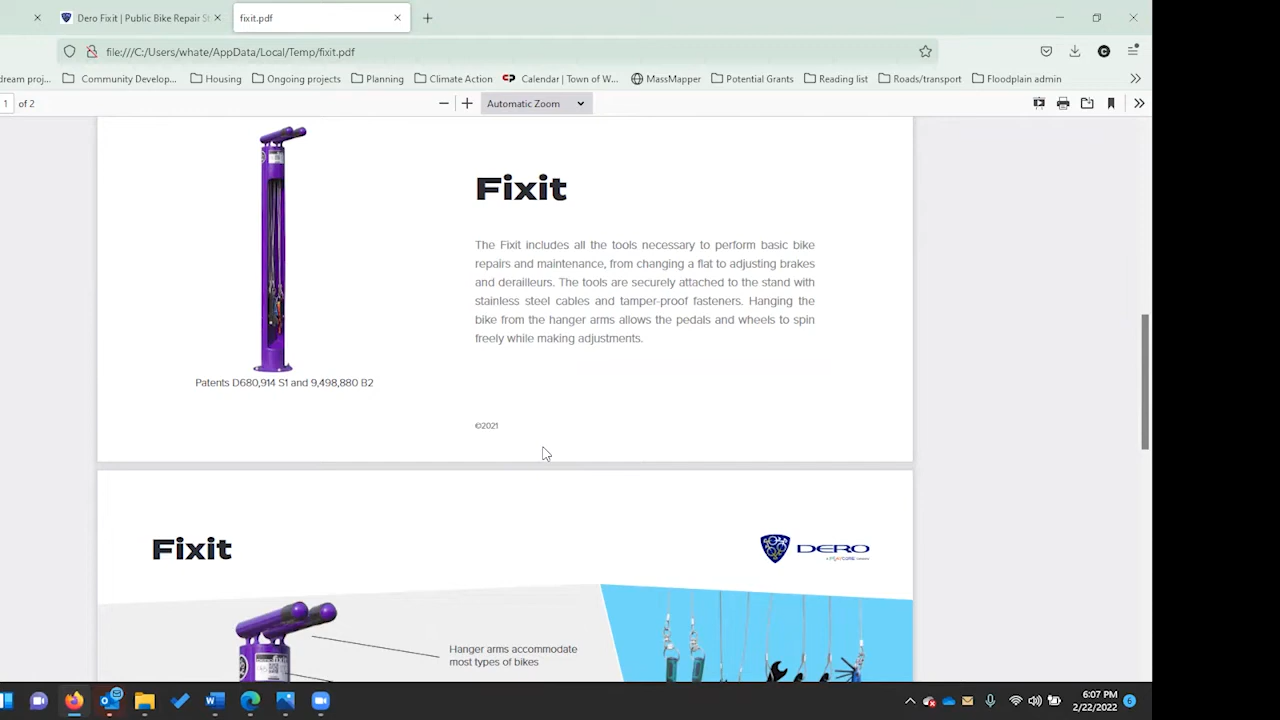 Dero Fixit | Public Bike Repair St
fixit.pdf
file:///C:/Users/whate/AppData/Local/Temp/fixit.pdf
dream proj...
Community Develop...
Housing
Ongoing projects
Planning
Climate Action
Calendar | Town of W...
MassMapper
Potential Grants
Reading list
Roads/transport
Floodplain admin
1 of 2
Automatic Zoom
Fixit
The Fixit includes all the tools necessary to perform basic bike
repairs and maintenance, from changing a flat to adjusting brakes
and derailleurs. The tools are securely attached to the stand with
stainless steel cables and tamper-proof fasteners. Hanging the
bike from the hanger arms allows the pedals and wheels to spin
freely while making adjustments.
Patents D680,914 S1 and 9,498,880 B2
©2021
Fixit
DERO
Hanger arms accommodate
most types of bikes
6:07 PM
2/22/2022
6